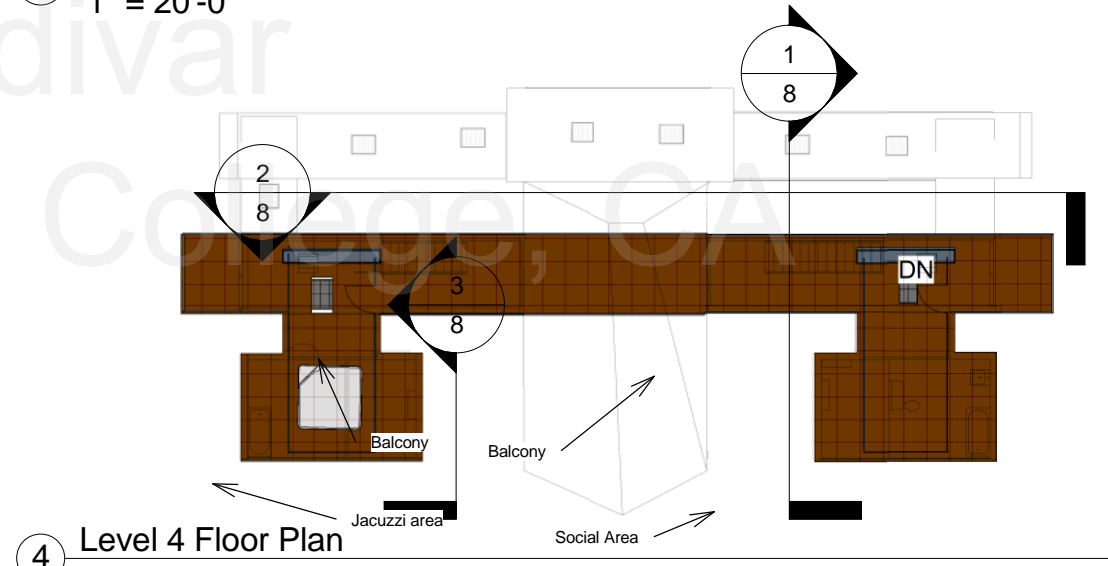 1" = 20'-0"
divar
College, CA
1
8
2
8
3
8
DN
Balcony
Balcony
Jacuzzi area
Social Area
4
Level 4 Floor Plan